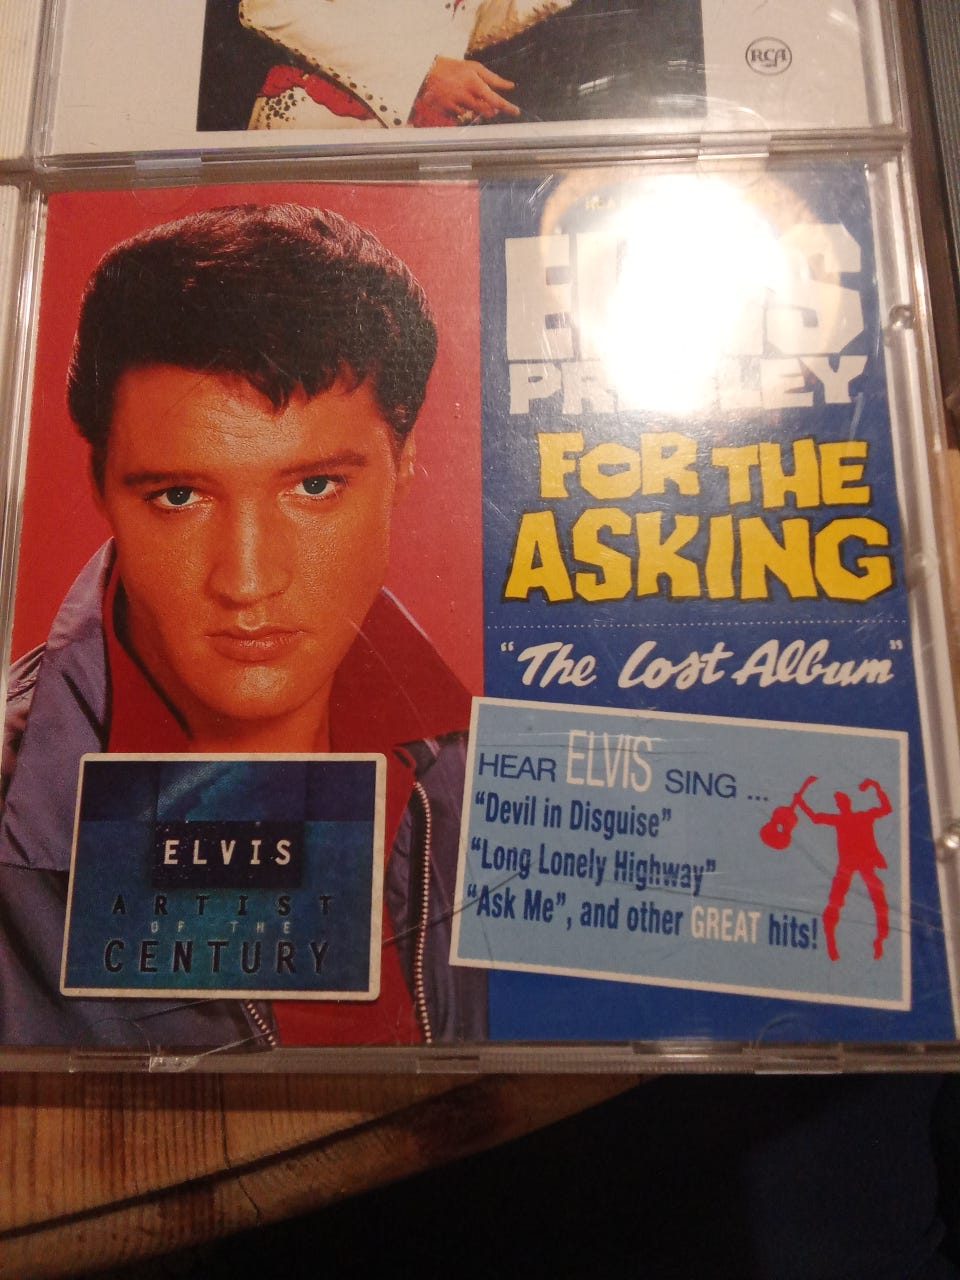 RCA
ELVIS
PRESLEY
FOR THE
ASKING
"The Lost Album"
HEAR ELVIS SING ...
"Devil in Disguise"
"Long Lonely Highway"
"Ask Me", and other GREAT hits!
ELVIS
ARTIST
OF THE
CENTURY